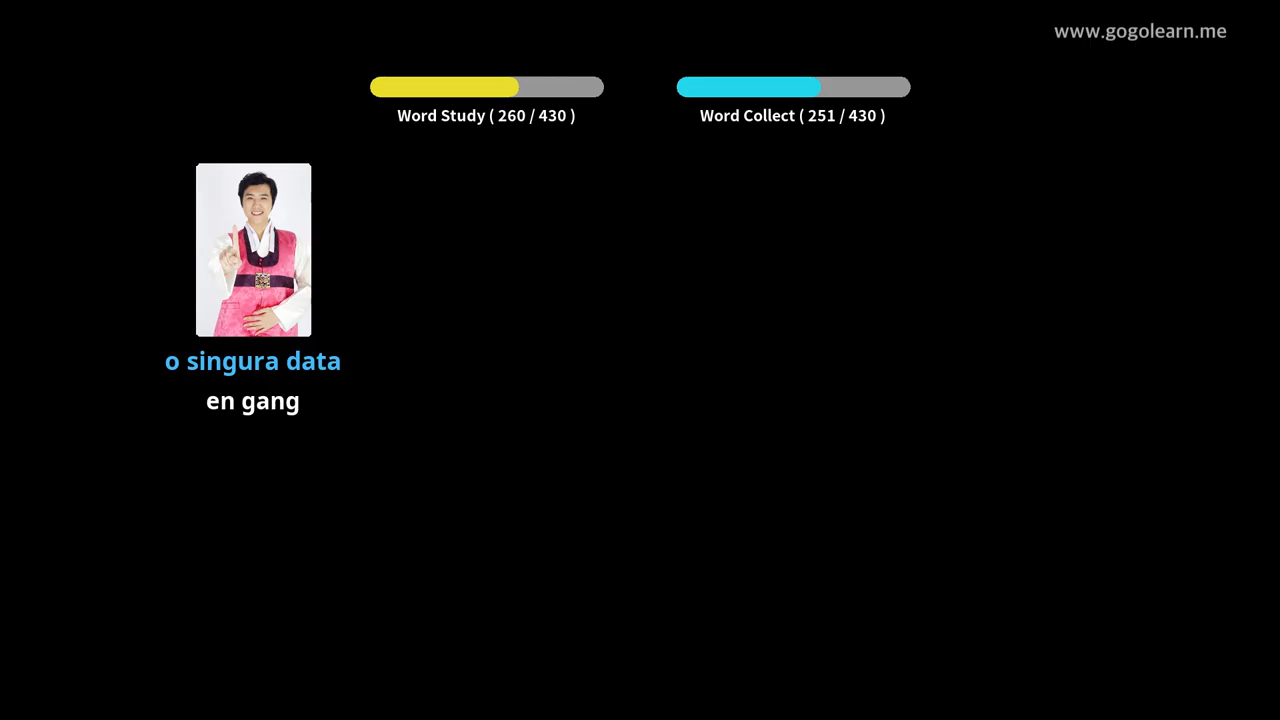 www.gogolearn.me
Word Study ( 260 / 430 )
Word Collect ( 251 / 430 )
o singura data
en gang